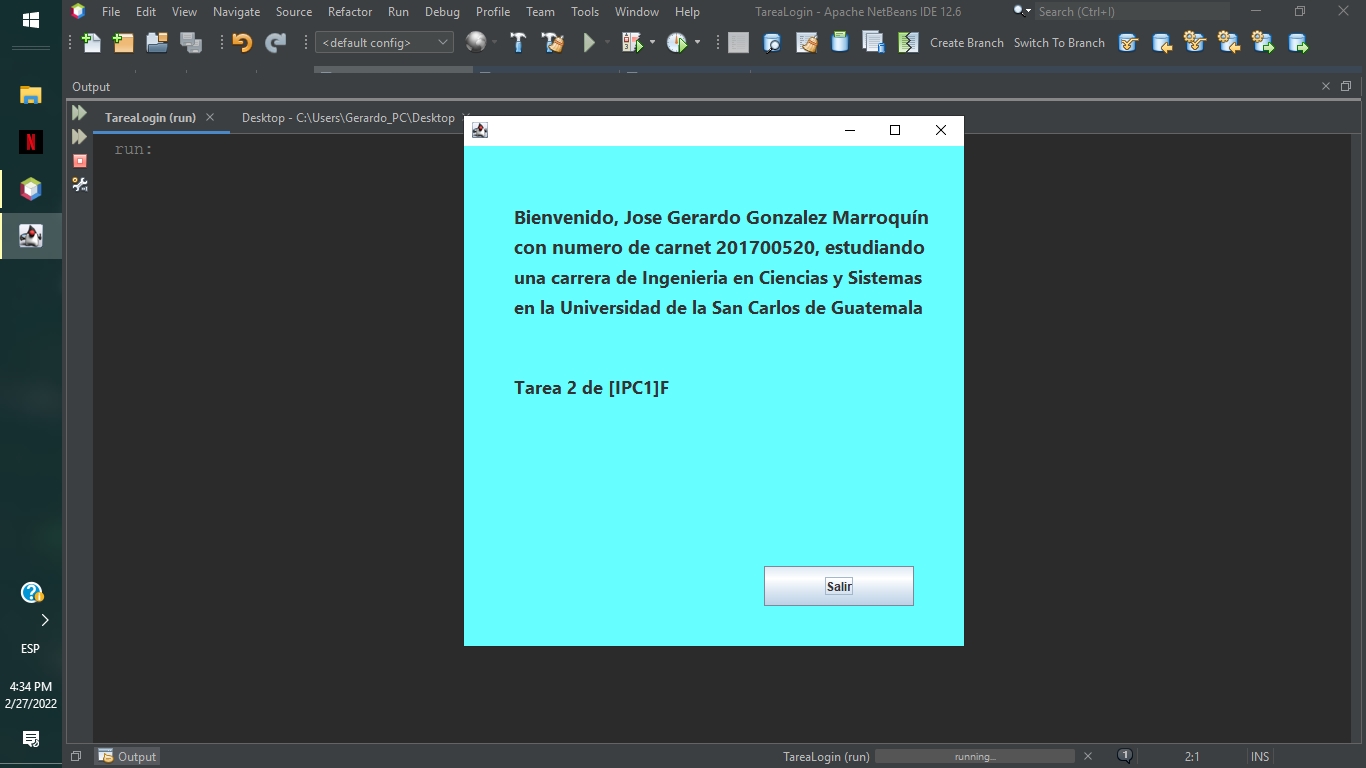 File Edit View Navigate Source Refactor Run Debug Profile Team Tools Window Help
TareaLogin - Apache NetBeans IDE 12.6
Search (Ctrl+I)
<default config>
Create Branch Switch To Branch
Output
TareaLogin (run)
Desktop - C:\Users\Gerardo_PC\Desktop
run:
Bienvenido, Jose Gerardo Gonzalez Marroquín
con numero de carnet 201700520, estudiando
una carrera de Ingenieria en Ciencias y Sistemas
en la Universidad de la San Carlos de Guatemala
Tarea 2 de [IPC1]F
Salir
ESP
4:34 PM
2/27/2022
Output
TareaLogin (run)
running...
1
2:1
INS